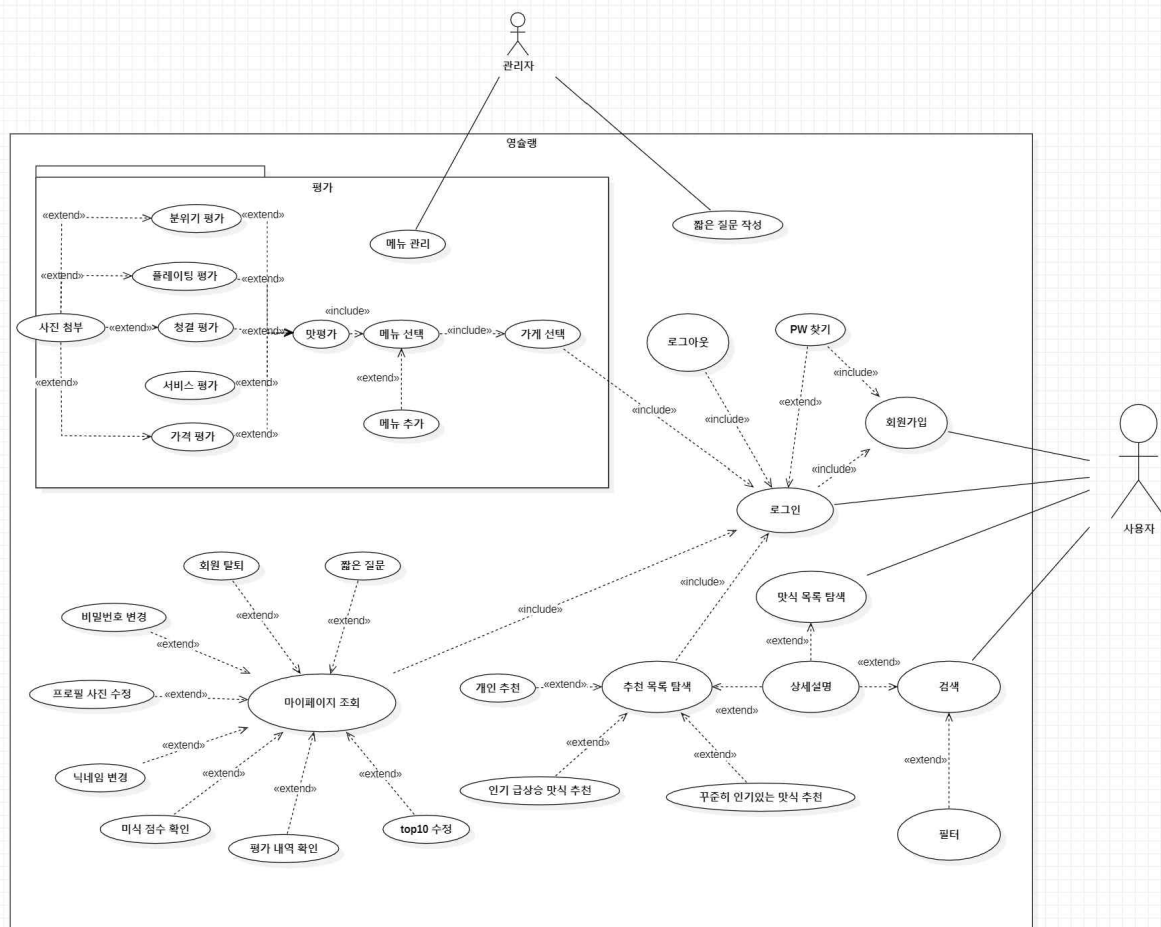 관리자
영슐랭
평가
«extend»
분위기 평가
«extend»
메뉴 관리
짧은 질문 작성
«extend»
플레이팅 평가
«extend»
사진 첨부
«extend»
청결 평가
«extend»
맛평가
«include»
메뉴 선택
«include»
가게 선택
로그아웃
PW 찾기
«extend»
서비스 평가
«extend»
«extend»
메뉴 추가
가격 평가
«extend»
«include»
«include»
«extend»
«include»
회원가입
«include»
로그인
사용자
회원 탈퇴
짧은 질문
비밀번호 변경
«extend»
«extend»
«extend»
«include»
«include»
맛식 목록 탐색
«extend»
프로필 사진 수정
«extend»
마이페이지 조회
개인 추천
«extend»
추천 목록 탐색
«extend»
상세설명
«extend»
검색
닉네임 변경
«extend»
«extend»
«extend»
«extend»
«extend»
«extend»
«extend»
미식 점수 확인
평가 내역 확인
top10 수정
인기 급상승 맛식 추천
꾸준히 인기있는 맛식 추천
필터